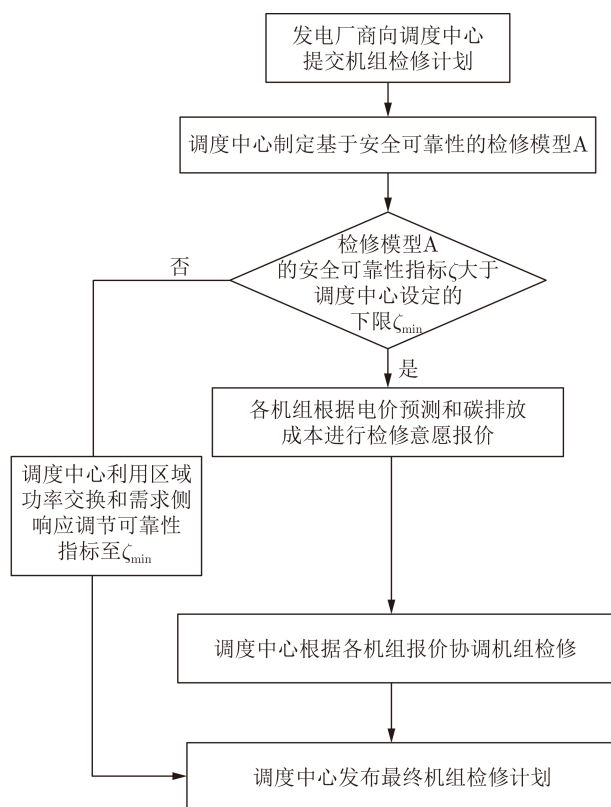 发电厂商向调度中心
提交机组检修计划
调度中心制定基于安全可靠性的检修模型A
检修模型A
的安全可靠性指标ζ大于
调度中心设定的
下限ζmin
否
是
各机组根据电价预测和碳排放
成本进行检修意愿报价
调度中心利用区域
功率交换和需求侧
响应调节可靠性
指标至ζmin
调度中心根据各机组报价协调机组检修
调度中心发布最终机组检修计划